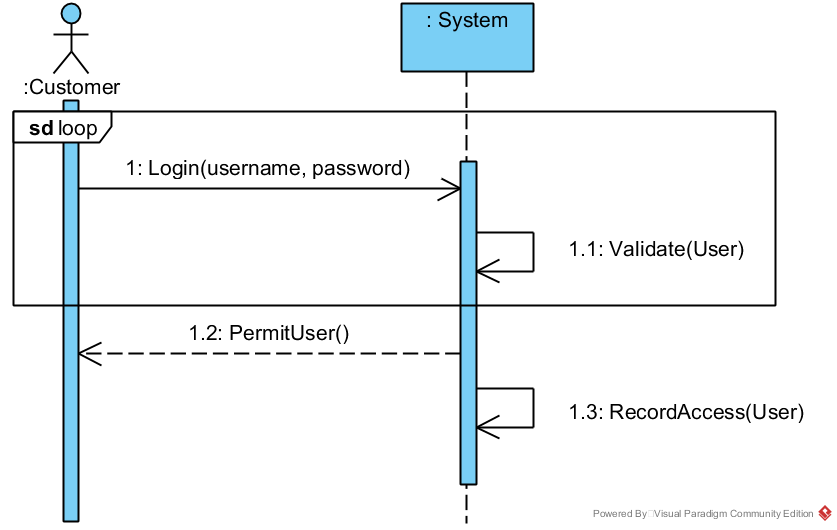 : System
:Customer
sd loop
1: Login(username, password)
1.1: Validate(User)
1.2: PermitUser()
1.3: RecordAccess(User)
Powered By□Visual Paradigm Community Edition